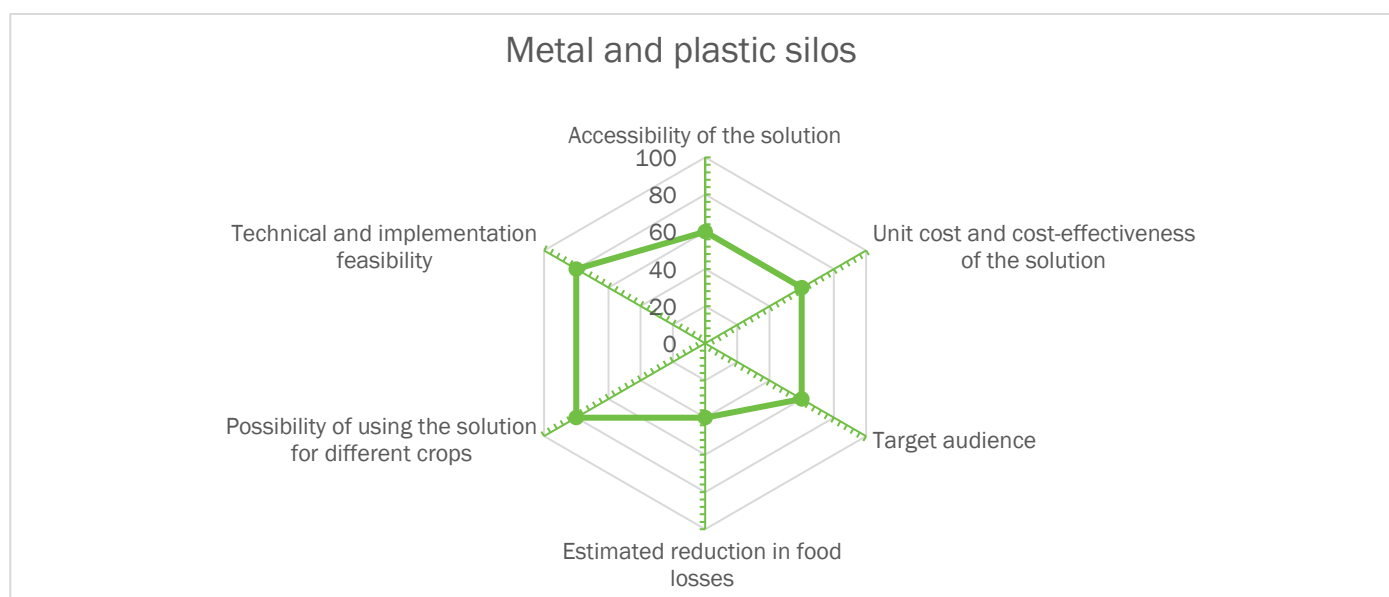 Metal and plastic silos
Accessibility of the solution
100
80
60
40
20
0
Unit cost and cost-effectiveness
of the solution
Target audience
Estimated reduction in food
losses
Possibility of using the solution
for different crops
Technical and implementation
feasibility